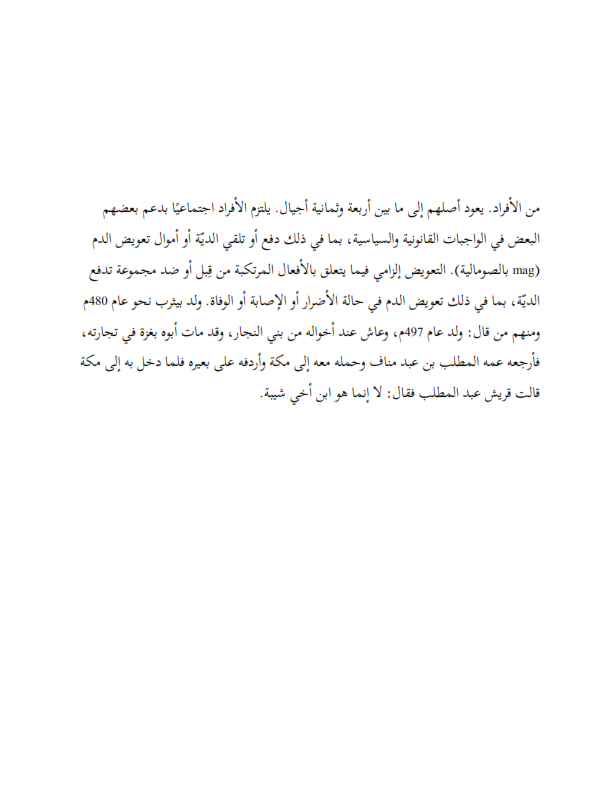 من الأفراد. يعود أصلهم إلى ما بين أربعة وثمانية أجيال. يلتزم الأفراد اجتماعيًا بدعم بعضهم
البعض في الواجبات القانونية والسياسية، بما في ذلك دفع أو تلقي الديّة أو أموال تعويض الدم
(mag بالصومالية). التعويض إلزامي فيما يتعلق بالأفعال المرتكبة من قِبل أو ضد مجموعة تدفع
الديّة، بما في ذلك تعويض الدم في حالة الأضرار أو الإصابة أو الوفاة. ولد بيثرب نحو عام 480م
ومنهم من قال: ولد عام 497م، وعاش عند أخواله من بني النجار، وقد مات أبوه بغزة في تجارته،
فأرجعه عمه المطلب بن عبد مناف وحمله معه إلى مكة وأردفه على بعيره فلما دخل به إلى مكة
قالت قريش عبد المطلب فقال: لا إنما هو ابن أخي شيبة.